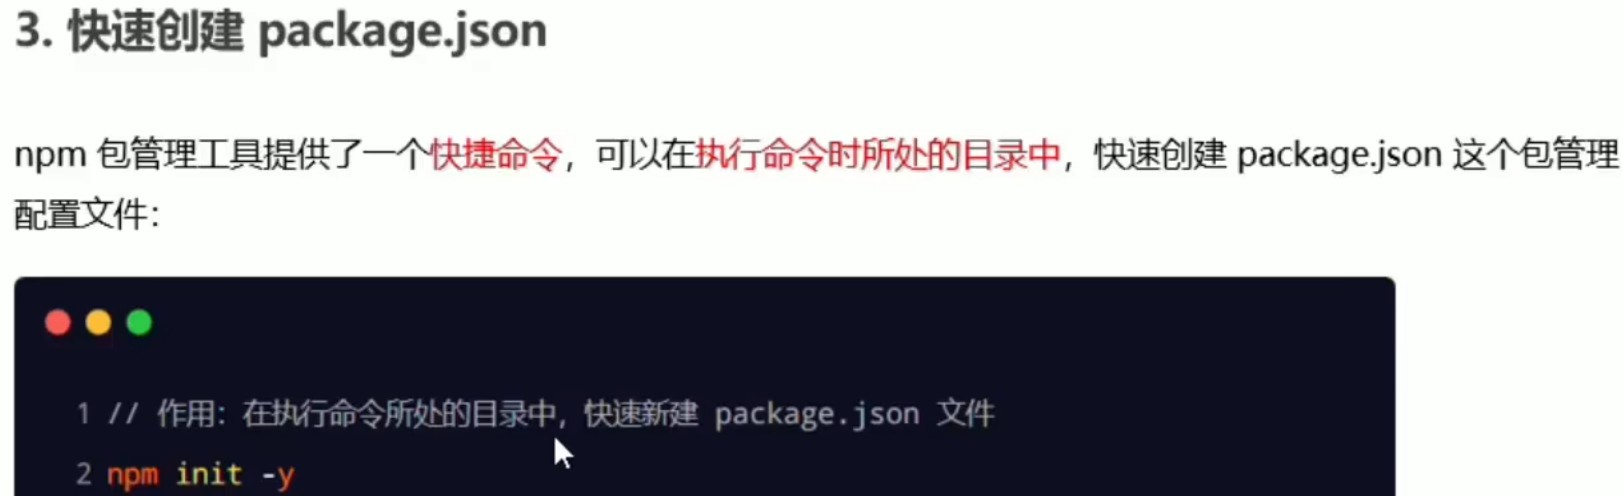 3. 快速创建 package.json
npm 包管理工具提供了一个快捷命令，可以在执行命令时所处的目录中，快速创建 package.json 这个包管理
配置文件：
1 // 作用：在执行命令所处的目录中，快速新建 package.json 文件
2 npm init -y